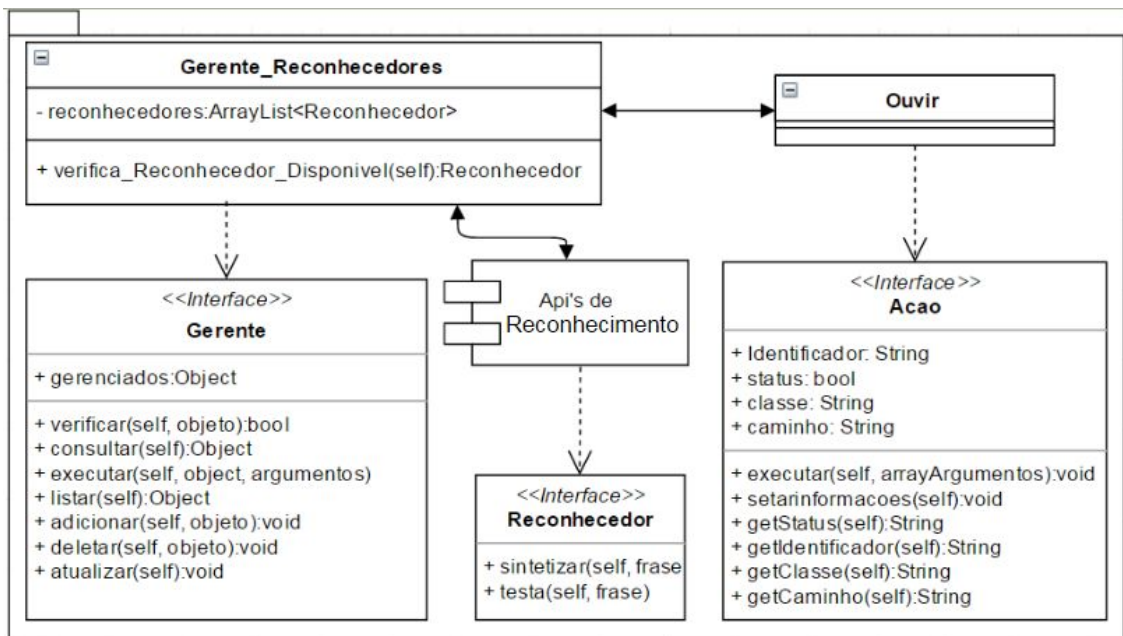 Gerente_Reconhecedores
- reconhecedores:ArrayList<Reconhecedor>
+ verifica_Reconhecedor_Disponivel(self):Reconhecedor
Ouvir
<<Interface>>
Gerente
+ gerenciados:Object
+ verificar(self, objeto):bool
+ consultar(self):Object
+ executar(self, object, argumentos)
+ listar(self):Object
+ adicionar(self, objeto):void
+ deletar(self, objeto):void
+ atualizar(self):void
Api's de
Reconhecimento
<<Interface>>
Reconhecedor
+ sintetizar(self, frase
+ testa(self, frase)
<<Interface>>
Acao
+ Identificador: String
+ status: bool
+ classe: String
+ caminho: String
+ executar(self, arrayArgumentos):void
+ setarinformacoes(self):void
+ getStatus(self):String
+ getIdentificador(self):String
+ getClasse(self):String
+ getCaminho(self):String